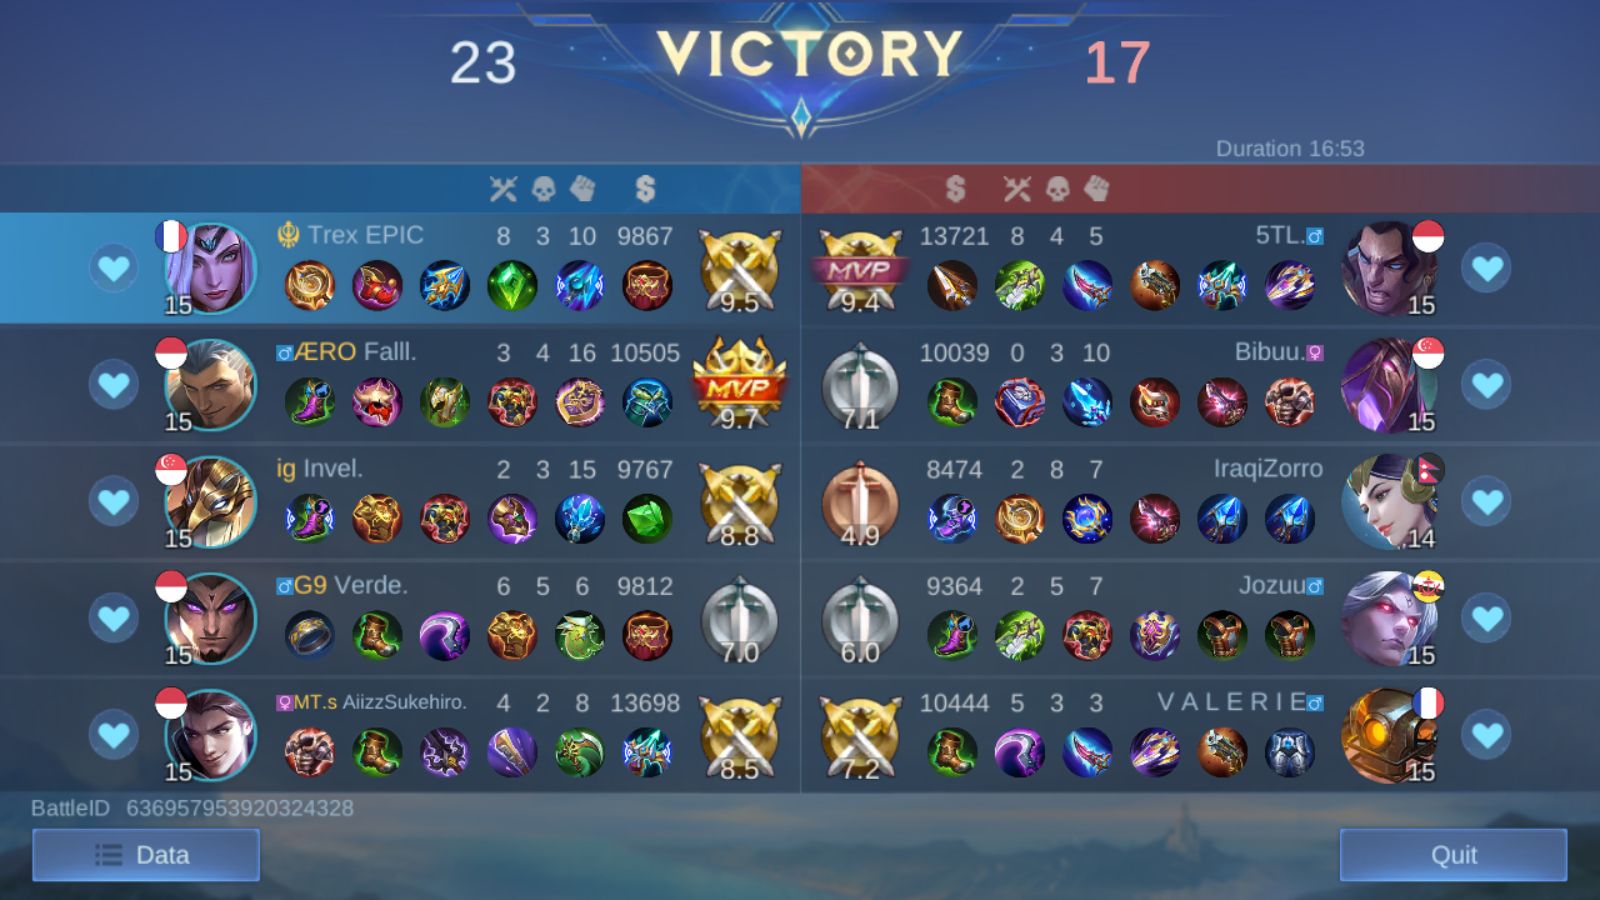 23 VICTORY 17
Duration 16:53
Trex EPIC 8 3 10 9867 9.5
15
MVP 9.4 13721 8 4 5 5TL.
15
ÆRO Falll. 3 4 16 10505 MVP 9.7
15
7.1 10039 0 3 10 Bibuu.
15
ig Invel. 2 3 15 9767 8.8
15
4.9 8474 2 8 7 IraqiZorro
14
G9 Verde. 6 5 6 9812 7.0
15
6.0 9364 2 5 7 Jozuu
15
MT.s AiizzSukehiro. 4 2 8 13698 8.5
15
7.2 10444 5 3 3 V A L E R I E
15
BattleID 636957953920324328
Data
Quit